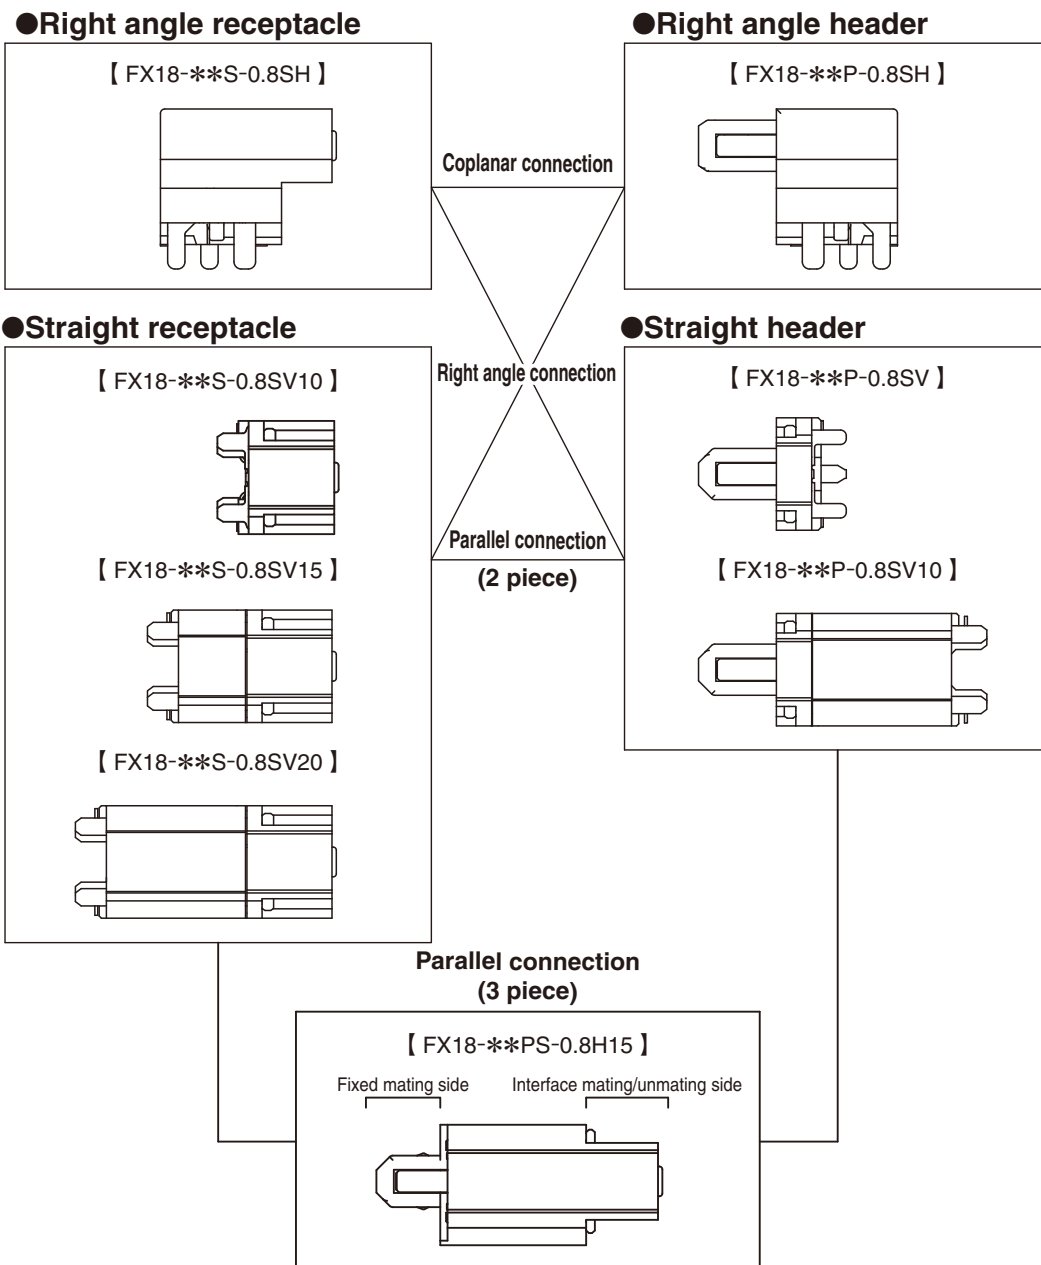 ●Right angle receptacle
【 FX18-**S-0.8SH 】
●Right angle header
【 FX18-**P-0.8SH 】
Coplanar connection
●Straight receptacle
【 FX18-**S-0.8SV10 】
【 FX18-**S-0.8SV15 】
【 FX18-**S-0.8SV20 】
Right angle connection
Parallel connection
(2 piece)
●Straight header
【 FX18-**P-0.8SV 】
【 FX18-**P-0.8SV10 】
Parallel connection
(3 piece)
【 FX18-**PS-0.8H15 】
Fixed mating side
Interface mating/unmating side